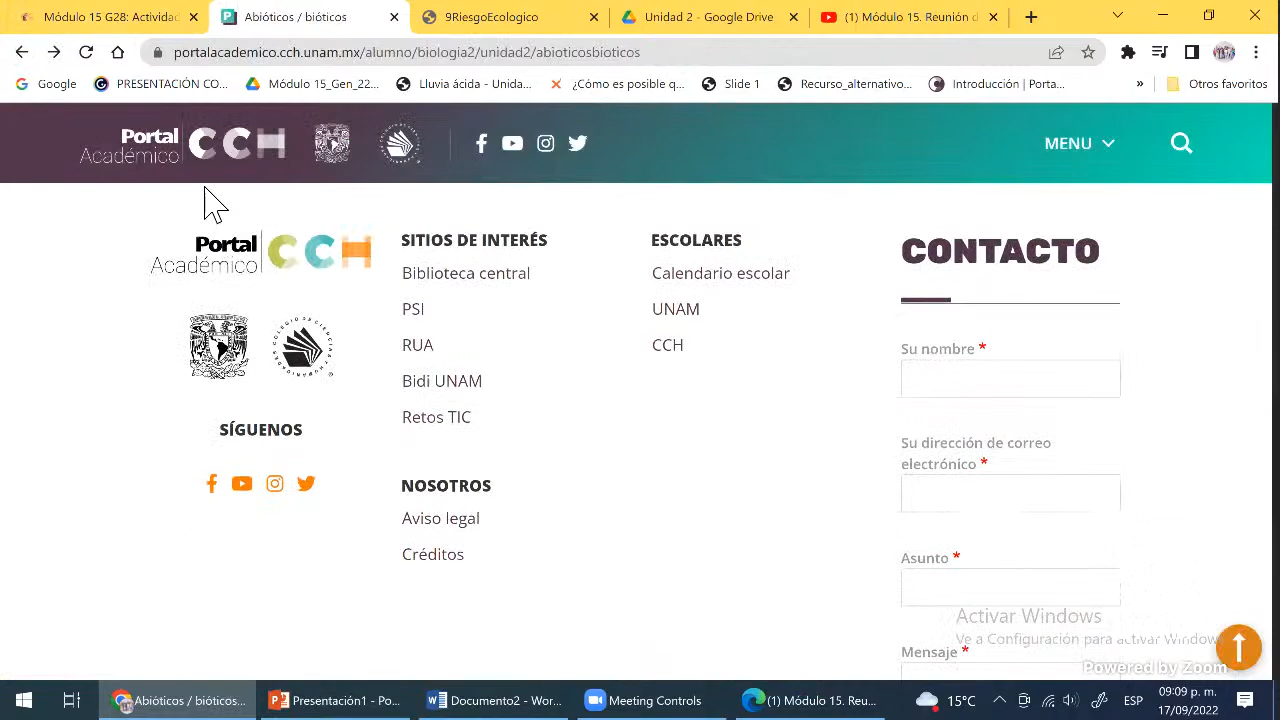 Módulo 15 G28: Actividad
Abióticos / bióticos
9RiesgoEcologico
Unidad 2 - Google Drive
(1) Módulo 15. Reunión d
portalacademico.cch.unam.mx/alumno/biologia2/unidad2/abioticosbioticos
Google
PRESENTACIÓN CO...
Módulo 15_Gen_22...
Lluvia ácida - Unida...
¿Cómo es posible q...
Slide 1
Recurso_alternativo...
Introducción | Porta...
»
Otros favoritos
Portal
Académico
CCH
MENU
Portal
Académico
CCH
SÍGUENOS
SITIOS DE INTERÉS
Biblioteca central
PSI
RUA
Bidi UNAM
Retos TIC
NOSOTROS
Aviso legal
Créditos
ESCOLARES
Calendario escolar
UNAM
CCH
CONTACTO
Su nombre *
Su dirección de correo
electrónico *
Asunto *
Mensaje *
Activar Windows
Ve a Configuración para activar Windows
Powered by Zoom
Abióticos / bióticos...
Presentación1 - Po...
Documento2 - Wor...
Meeting Controls
(1) Módulo 15. Reu...
15°C
ESP
09:09 p. m.
17/09/2022